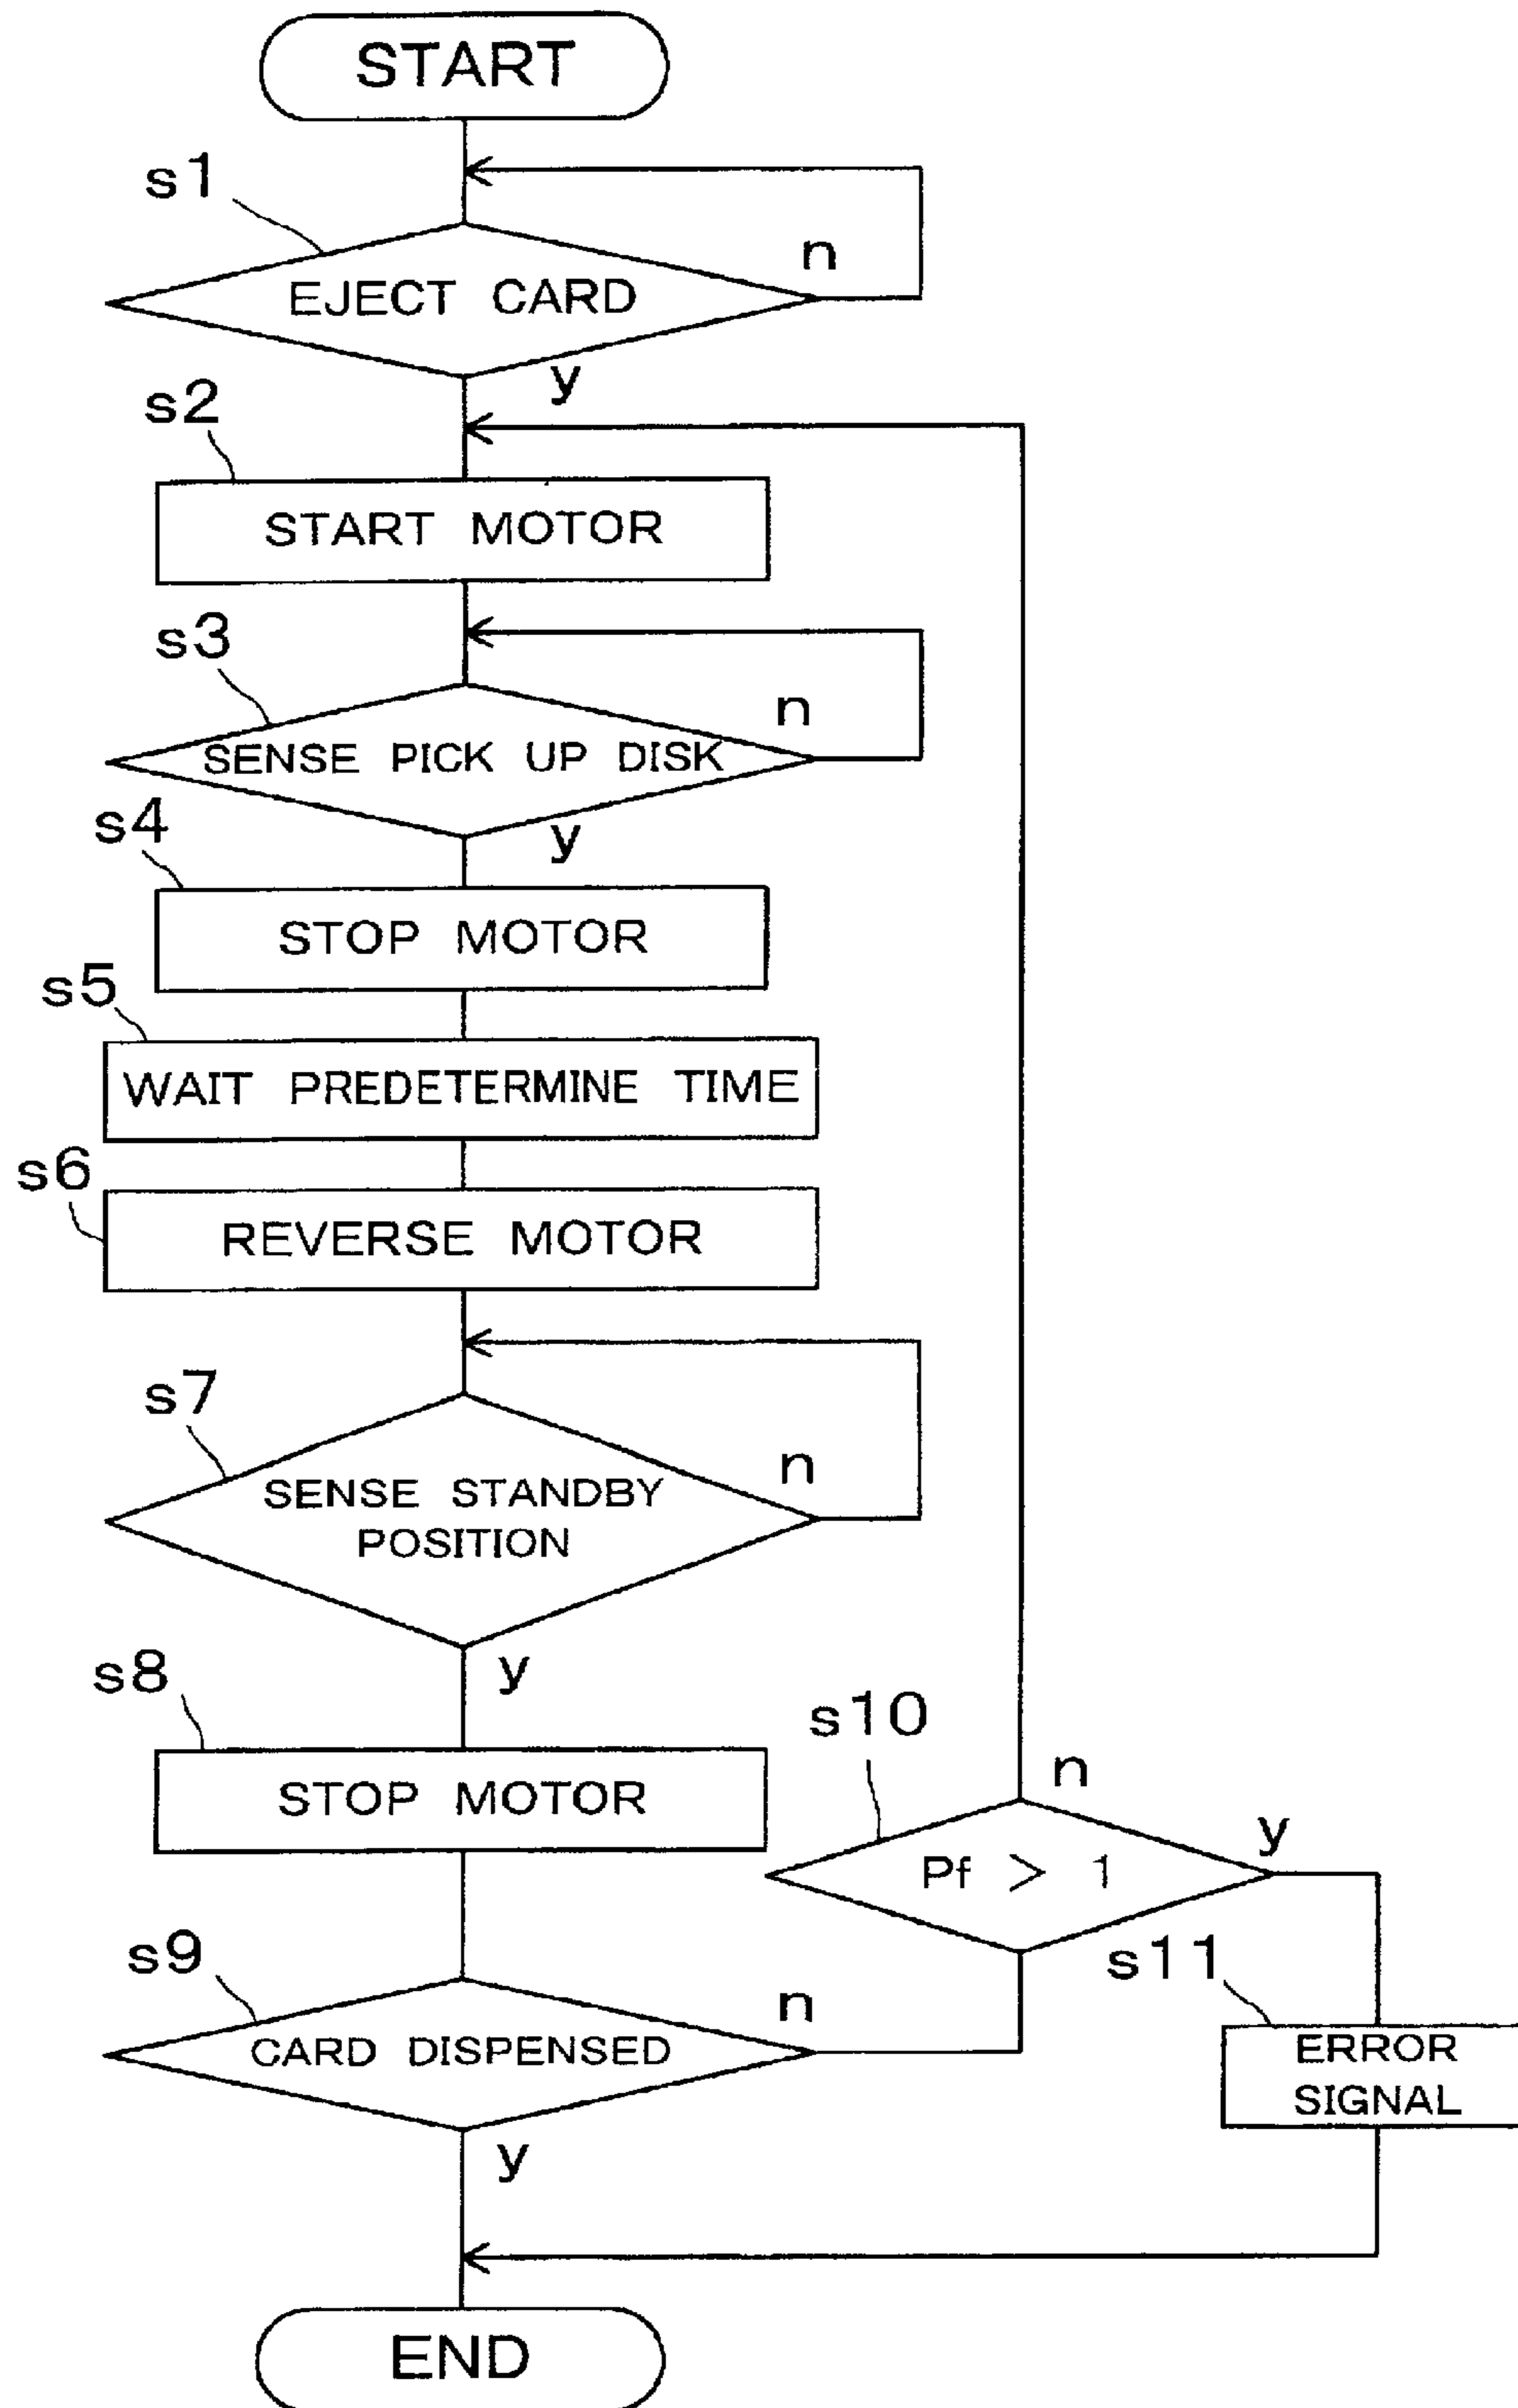 START
s1
n
EJECT CARD
y
s2
START MOTOR
s3
n
SENSE PICK UP DISK
s4
y
STOP MOTOR
s5
WAIT PREDETERMINE TIME
s6
REVERSE MOTOR
s7
n
SENSE STANDBY
POSITION
y
s8
s10
n
STOP MOTOR
y
Pf > 1
s9
s11
n
CARD DISPENSED
ERROR
SIGNAL
y
END